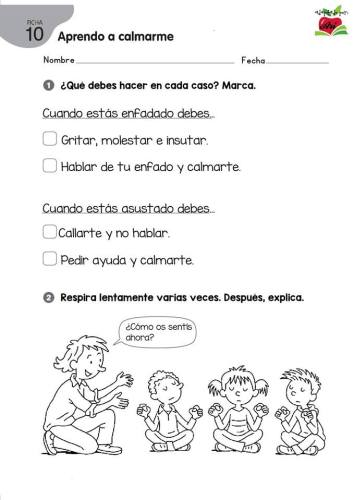 FICHA
10
Aprendo a calmarme
Nombre
Fecha
1 ¿Qué debes hacer en cada caso? Marca.
Cuando estás enfadado debes...
Gritar, molestar e insutar.
Hablar de tu enfado y calmarte.
Cuando estás asustado debes...
Callarte y no hablar.
Pedir ayuda y calmarte.
2 Respira lentamente varias veces. Después, explica.
¿Cómo os sentís
ahora?